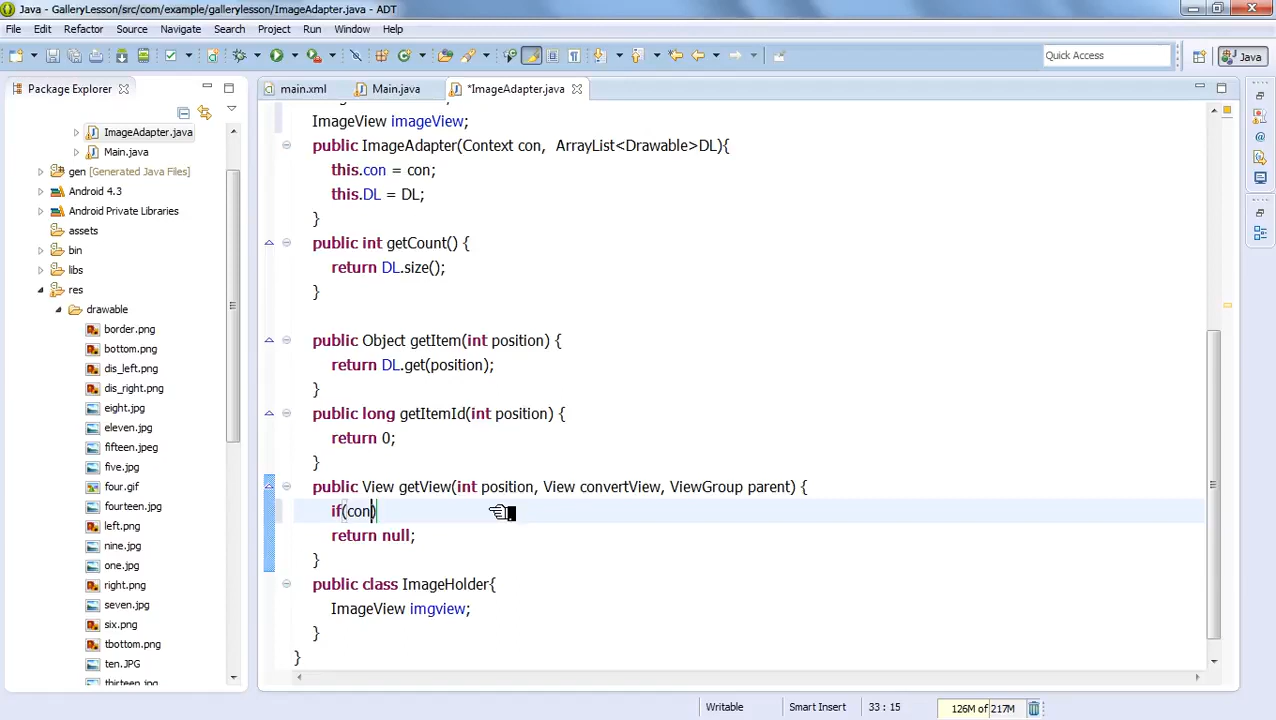 Java - GalleryLesson/src/com/example/gallerylesson/ImageAdapter.java - ADT
File Edit Refactor Source Navigate Search Project Run Window Help
Quick Access
Java
Package Explorer
main.xml
Main.java
*ImageAdapter.java
ImageAdapter.java
Main.java
gen [Generated Java Files]
Android 4.3
Android Private Libraries
assets
bin
libs
res
drawable
border.png
bottom.png
dis_left.png
dis_right.png
eight.jpg
eleven.jpg
fifteen.jpeg
five.jpg
four.gif
fourteen.jpg
left.png
nine.jpg
one.jpg
right.png
seven.jpg
six.png
tbottom.png
ten.JPG
thirteen.jpg
ImageView imageView;
public ImageAdapter(Context con, ArrayList<Drawable>DL){
this.con = con;
this.DL = DL;
}
public int getCount() {
return DL.size();
}
public Object getItem(int position) {
return DL.get(position);
}
public long getItemId(int position) {
return 0;
}
public View getView(int position, View convertView, ViewGroup parent) {
if(con)
return null;
}
public class ImageHolder{
ImageView imgview;
}
}
Writable
Smart Insert
33 : 15
126M of 217M